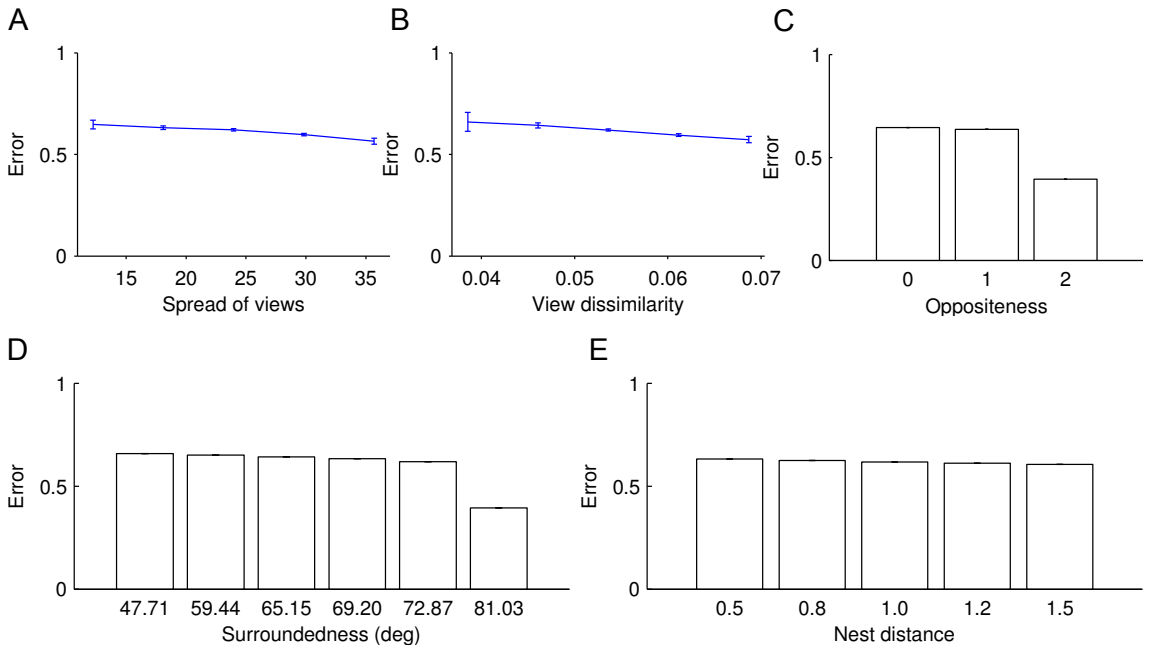 A
1
Error
0.5
0
15 20 25 30 35
Spread of views
B
1
Error
0.5
0
0.04 0.05 0.06 0.07
View dissimilarity
C
1
Error
0.5
0
0 1 2
Oppositeness
D
1
Error
0.5
0
47.71 59.44 65.15 69.20 72.87 81.03
Surroundedness (deg)
E
1
Error
0.5
0
0.5 0.8 1.0 1.2 1.5
Nest distance